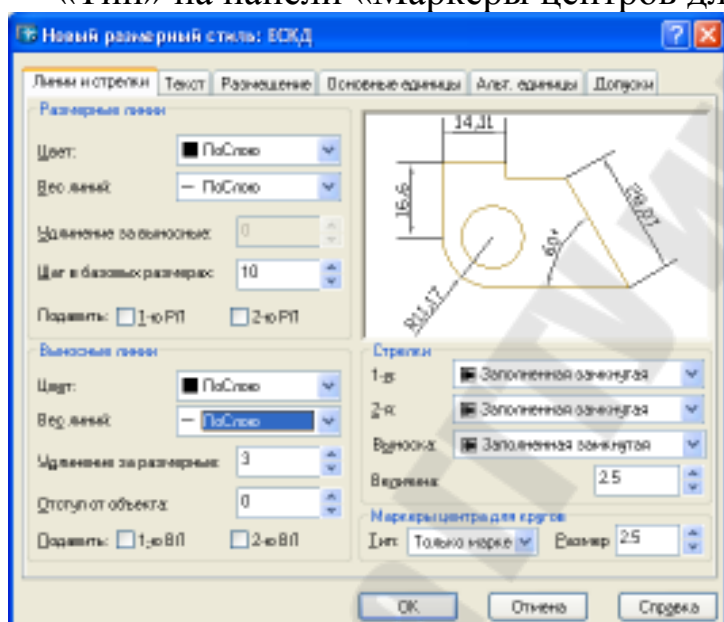 «Тип» на панели «Маркеры центров дл
Новый размерный стиль: ЕСКД
Линии и стрелки Текст Размещение Основные единицы Альт. единицы Допуски
Размерные линии
Цвет: ПоСлою
Вес линий: ПоСлою
Удлинение за выносные: 0
Шаг в базовых размерах: 10
Подавить: 1-ю РЛ 2-ю РЛ
14,11
16,6
60°
R11,17
Выносные линии
Цвет: ПоСлою
Вес линий: ПоСлою
Удлинение за размерные: 3
Отступ от объекта: 0
Подавить: 1-ю ВЛ 2-ю ВЛ
Стрелки
1-я: Заполненная замкнутая
2-я: Заполненная замкнутая
Выноска: Заполненная замкнутая
Величина: 2.5
Маркеры центра для кругов
Тип: Только марке Размер: 2.5
OK Отмена Справка